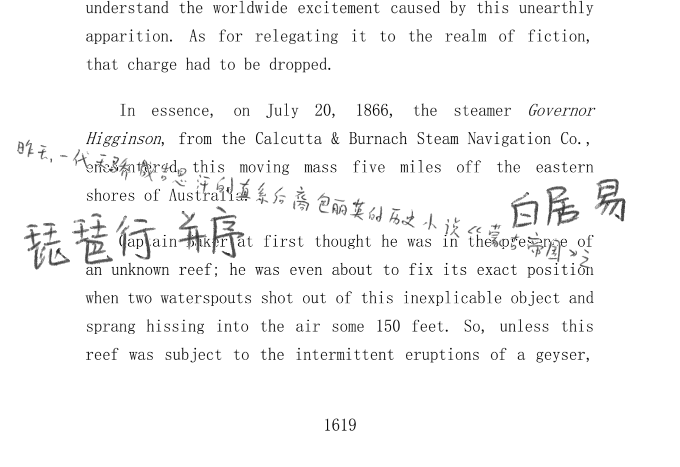 understand the worldwide excitement caused by this unearthly
apparition. As for relegating it to the realm of fiction,
that charge had to be dropped.
In essence, on July 20, 1866, the steamer Governor
Higginson, from the Calcutta & Burnach Steam Navigation Co.,
encountered this moving mass five miles off the eastern
shores of Australia.
昨天,一代天骄成吉思汗的直系后裔包丽英的历史小说《蒙古帝国》之
白居易
琵琶行 并序
Captain Baker at first thought he was in the presence of
an unknown reef; he was even about to fix its exact position
when two waterspouts shot out of this inexplicable object and
sprang hissing into the air some 150 feet. So, unless this
reef was subject to the intermittent eruptions of a geyser,
1619